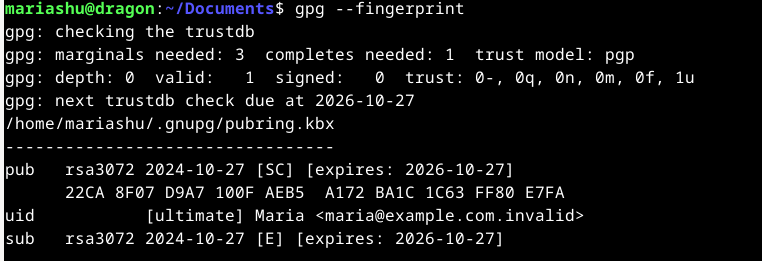 mariashu@dragon:~/Documents$ gpg --fingerprint
gpg: checking the trustdb
gpg: marginals needed: 3  completes needed: 1  trust model: pgp
gpg: depth: 0  valid:   1  signed:   0  trust: 0-, 0q, 0n, 0m, 0f, 1u
gpg: next trustdb check due at 2026-10-27
/home/mariashu/.gnupg/pubring.kbx
---------------------------------
pub   rsa3072 2024-10-27 [SC] [expires: 2026-10-27]
      22CA 8F07 D9A7 100F AEB5  A172 BA1C 1C63 FF80 E7FA
uid           [ultimate] Maria <maria@example.com.invalid>
sub   rsa3072 2024-10-27 [E] [expires: 2026-10-27]